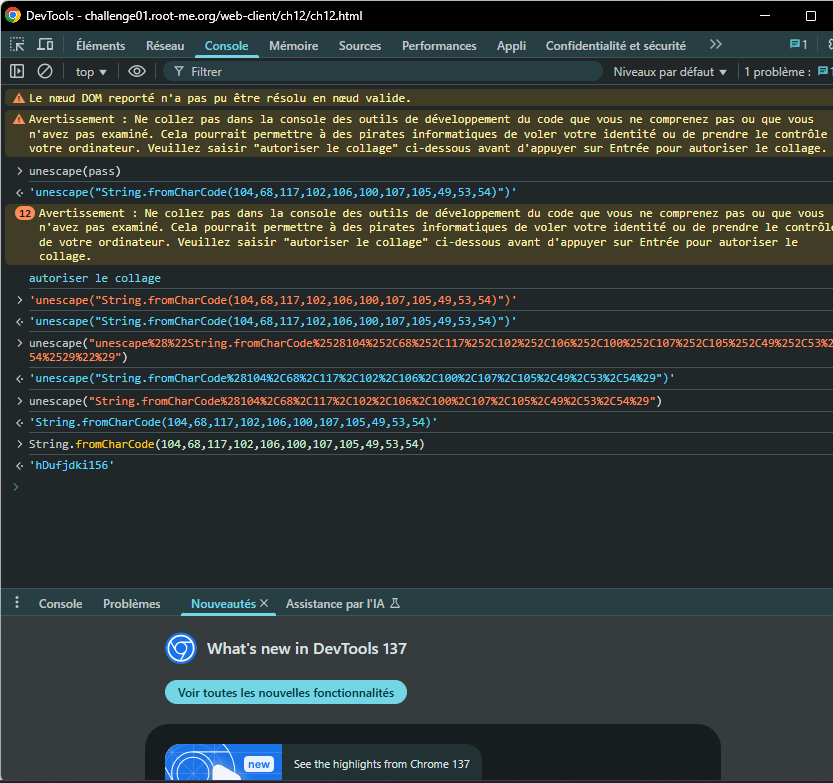 DevTools - challenge01.root-me.org/web-client/ch12/ch12.html
Éléments Réseau Console Mémoire Sources Performances Appli Confidentialité et sécurité 1
top Filtrer Niveaux par défaut 1 problème : 1
Le nœud DOM reporté n'a pas pu être résolu en nœud valide.
Avertissement : Ne collez pas dans la console des outils de développement du code que vous ne comprenez pas ou que vous
n'avez pas examiné. Cela pourrait permettre à des pirates informatiques de voler votre identité ou de prendre le contrôle
votre ordinateur. Veuillez saisir "autoriser le collage" ci-dessous avant d'appuyer sur Entrée pour autoriser le collage.
> unescape(pass)
'unescape("String.fromCharCode(104,68,117,102,106,100,107,105,49,53,54)")'
12 Avertissement : Ne collez pas dans la console des outils de développement du code que vous ne comprenez pas ou que vous
n'avez pas examiné. Cela pourrait permettre à des pirates informatiques de voler votre identité ou de prendre le contrôle
de votre ordinateur. Veuillez saisir "autoriser le collage" ci-dessous avant d'appuyer sur Entrée pour autoriser le
collage.
autoriser le collage
> 'unescape("String.fromCharCode(104,68,117,102,106,100,107,105,49,53,54)")'
'unescape("String.fromCharCode(104,68,117,102,106,100,107,105,49,53,54)")'
> unescape("unescape%28%22String.fromCharCode%2528104%252C68%252C117%252C102%252C106%252C100%252C107%252C105%252C49%252C53%2
54%2529%22%29")
'unescape("String.fromCharCode%28104%2C68%2C117%2C102%2C106%2C100%2C107%2C105%2C49%2C53%2C54%29")'
> unescape("String.fromCharCode%28104%2C68%2C117%2C102%2C106%2C100%2C107%2C105%2C49%2C53%2C54%29")
'String.fromCharCode(104,68,117,102,106,100,107,105,49,53,54)'
> String.fromCharCode(104,68,117,102,106,100,107,105,49,53,54)
'hDufjdki156'
>
Console Problèmes Nouveautés Assistance par l'IA
What's new in DevTools 137
Voir toutes les nouvelles fonctionnalités
new See the highlights from Chrome 137